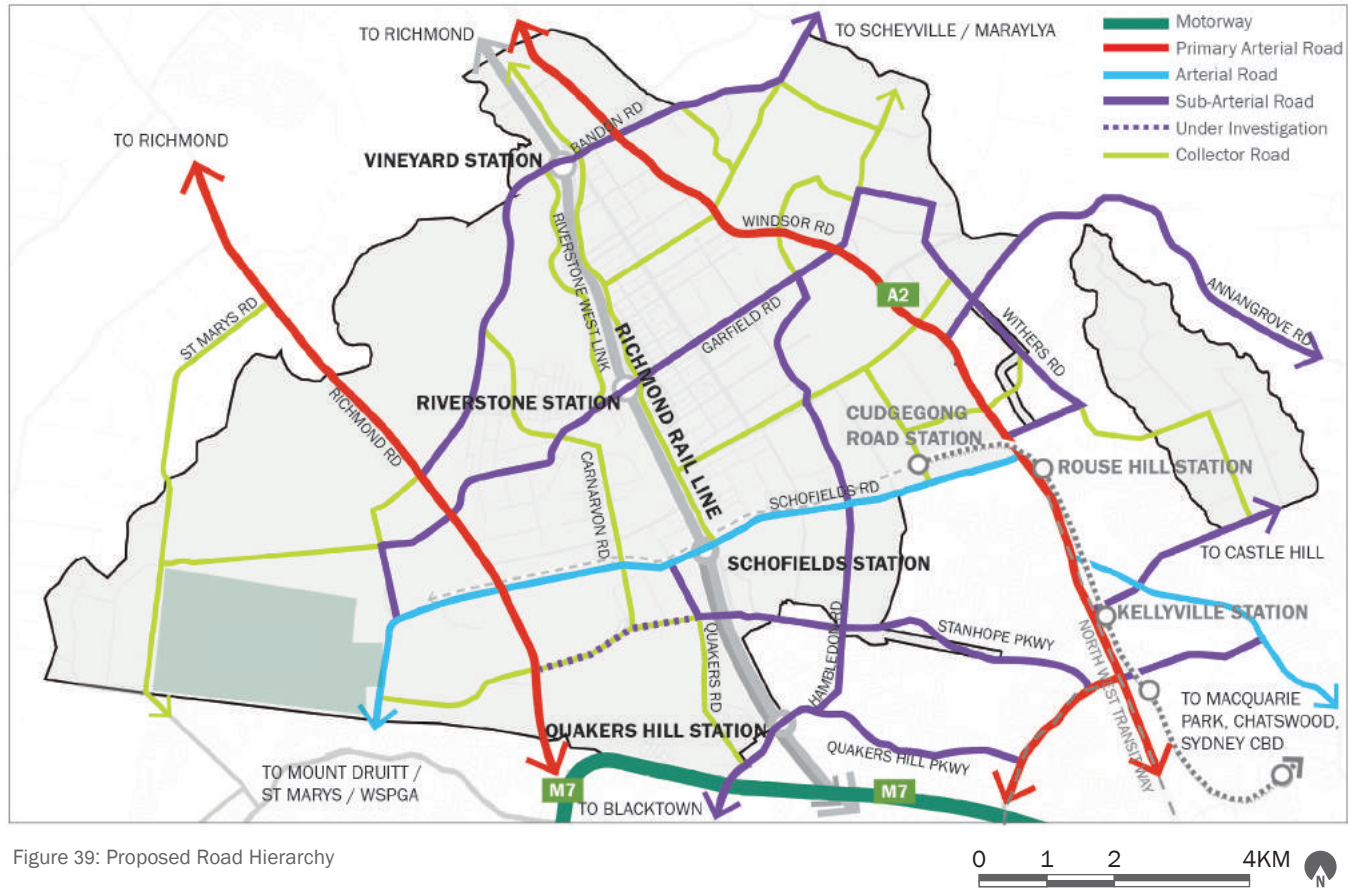 TO RICHMOND
TO SCHEYVILLE / MARAYLYA
Motorway
Primary Arterial Road
Arterial Road
Sub-Arterial Road
Under Investigation
Collector Road
TO RICHMOND
BANDON RD
VINEYARD STATION
WINDSOR RD
RIVERSTONE WEST LINK
A2
ANNANGROVE RD
ST MARYS RD
GARFIELD RD
WITHERS RD
RICHMOND RAIL LINE
RICHMOND RD
RIVERSTONE STATION
CUDGEGONG
ROAD STATION
ROUSE HILL STATION
CARNARVON RD
SCHOFIELDS RD
TO CASTLE HILL
SCHOFIELDS STATION
KELLYVILLE STATION
HAMBLEDON RD
STANHOPE PKWY
QUAKERS RD
NORTH WEST TRANSITWAY
TO MACQUARIE
PARK, CHATSWOOD,
SYDNEY CBD
QUAKERS HILL STATION
QUAKERS HILL PKWY
TO MOUNT DRUITT /
ST MARYS / WSPGA
M7
TO BLACKTOWN
M7
Figure 39: Proposed Road Hierarchy
0 1 2 4KM
N